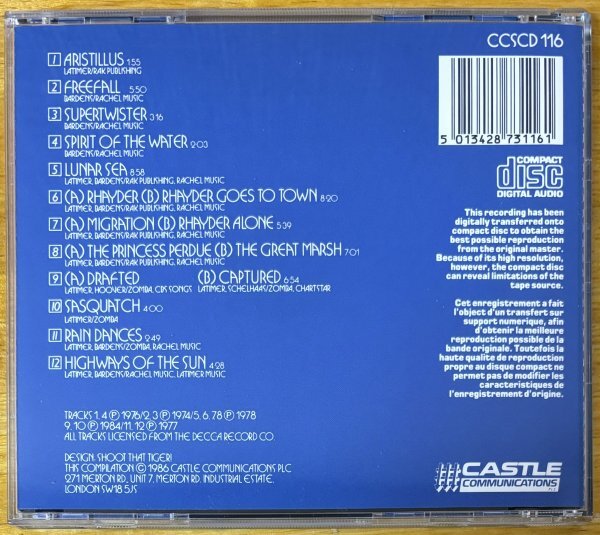 CCSCD 116
1 ARISTILLUS 1:55
LATIMER/RAK PUBLISHING
2 FREEFALL 5:50
BARDENS/RACHEL MUSIC
3 SUPERTWISTER 3:16
BARDENS/RACHEL MUSIC
4 SPIRIT OF THE WATER 2:03
BARDENS/RACHEL MUSIC
5 LUNAR SEA 8:58
LATIMER, BARDENS/RAK PUBLISHING, RACHEL MUSIC
6 (A) RHAYDER (B) RHAYDER GOES TO TOWN 8:20
LATIMER, BARDENS/RAK PUBLISHING, RACHEL MUSIC
7 (A) MIGRATION (B) RHAYDER ALONE 5:39
LATIMER, BARDENS/RAK PUBLISHING, RACHEL MUSIC
8 (A) THE PRINCESS PERDUE (B) THE GREAT MARSH 7:01
LATIMER, BARDENS/RAK PUBLISHING, RACHEL MUSIC
9 (A) DRAFTED (B) CAPTURED 6:54
LATIMER, HOOVER/ZOMBA, CBS SONGS LATIMER, SCHELHAAS/ZOMBA, CHARTSTAR
10 SASQUATCH 4:00
LATIMER/ZOMBA
11 RAIN DANCES 2:49
LATIMER, BARDENS/ZOMBA, RACHEL MUSIC
12 HIGHWAYS OF THE SUN 4:28
LATIMER, BARDENS/RACHEL MUSIC, LATIMER MUSIC
TRACKS 1. 4 ℗ 1976/2. 3 ℗ 1974/5. 6. 7.8 ℗ 1978
9. 10 ℗ 1984/11. 12 ℗ 1977
ALL TRACKS LICENSED FROM THE DECCA RECORD CO.
DESIGN: SHOOT THAT TIGER!
THIS COMPILATION © 1986 CASTLE COMMUNICATIONS PLC
271 MERTON RD, UNIT 7, MERTON RD. INDUSTRIAL ESTATE,
LONDON SW18 5JS
5 013428 731161
COMPACT
disc
DIGITAL AUDIO
This recording has been
digitally transferred onto
compact disc to obtain the
best possible reproduction
from the original master.
Because of its high resolution,
however, the compact disc
can reveal limitations of the
tape source.
Cet enregistrement a fait
l'object d'un transfert sur
support numerique, afin
d'obtenir la meilleure
reproduction possible de la
bande originale. Toutefois la
haute qualite de reproduction
propre au disque compact ne
permet pas de modifier les
caracteristiques de
l'enregistrement d'origine.
CASTLE
COMMUNICATIONS